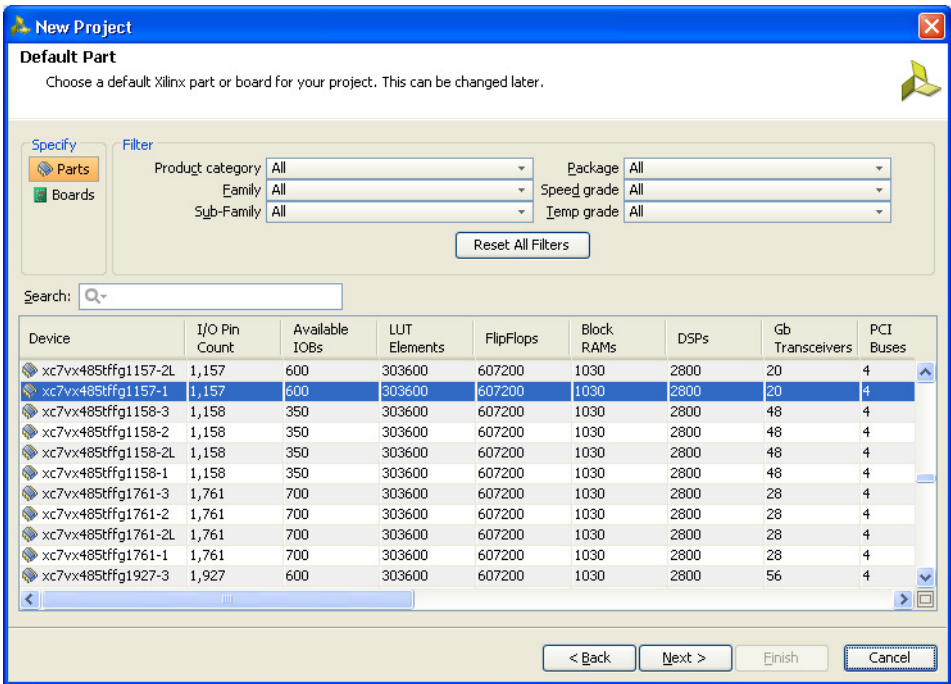 New Project
Default Part
Choose a default Xilinx part or board for your project. This can be changed later.
Specify
Parts
Boards
Filter
Product category All Package All
Family All Speed grade All
Sub-Family All Temp grade All
Reset All Filters
Search:
Device I/O Pin Count Available IOBs LUT Elements FlipFlops Block RAMs DSPs Gb Transceivers PCI Buses
xc7vx485tffg1157-2L 1,157 600 303600 607200 1030 2800 20 4
xc7vx485tffg1157-1 1,157 600 303600 607200 1030 2800 20 4
xc7vx485tffg1158-3 1,158 350 303600 607200 1030 2800 48 4
xc7vx485tffg1158-2 1,158 350 303600 607200 1030 2800 48 4
xc7vx485tffg1158-2L 1,158 350 303600 607200 1030 2800 48 4
xc7vx485tffg1158-1 1,158 350 303600 607200 1030 2800 48 4
xc7vx485tffg1761-3 1,761 700 303600 607200 1030 2800 28 4
xc7vx485tffg1761-2 1,761 700 303600 607200 1030 2800 28 4
xc7vx485tffg1761-2L 1,761 700 303600 607200 1030 2800 28 4
xc7vx485tffg1761-1 1,761 700 303600 607200 1030 2800 28 4
xc7vx485tffg1927-3 1,927 600 303600 607200 1030 2800 56 4
< Back Next > Finish Cancel